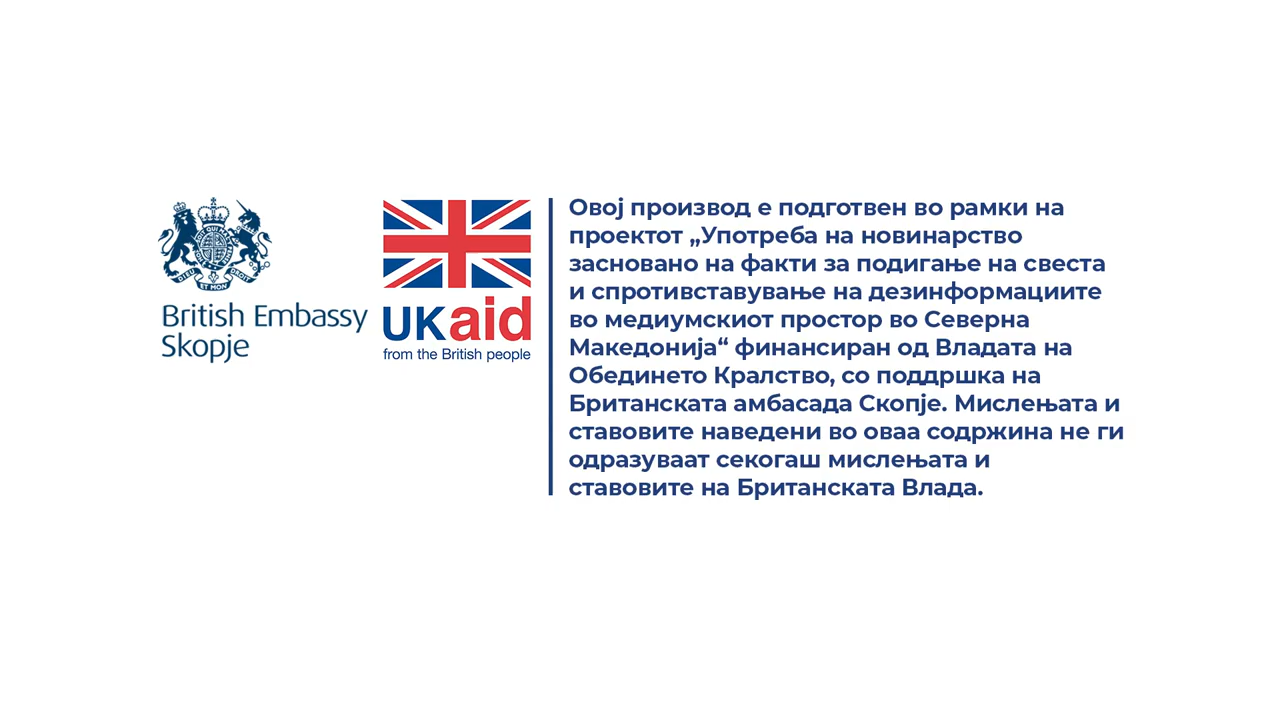 British Embassy
Skopje
UKaid
from the British people
Овој производ е подготвен во рамки на
проектот „Употреба на новинарство
засновано на факти за подигање на свеста
и спротивставување на дезинформациите
во медиумскиот простор во Северна
Македонија“ финансиран од Владата на
Обединето Кралство, со поддршка на
Британската амбасада Скопје. Мислењата и
ставовите наведени во оваа содржина не ги
одразуваат секогаш мислењата и
ставовите на Британската Влада.